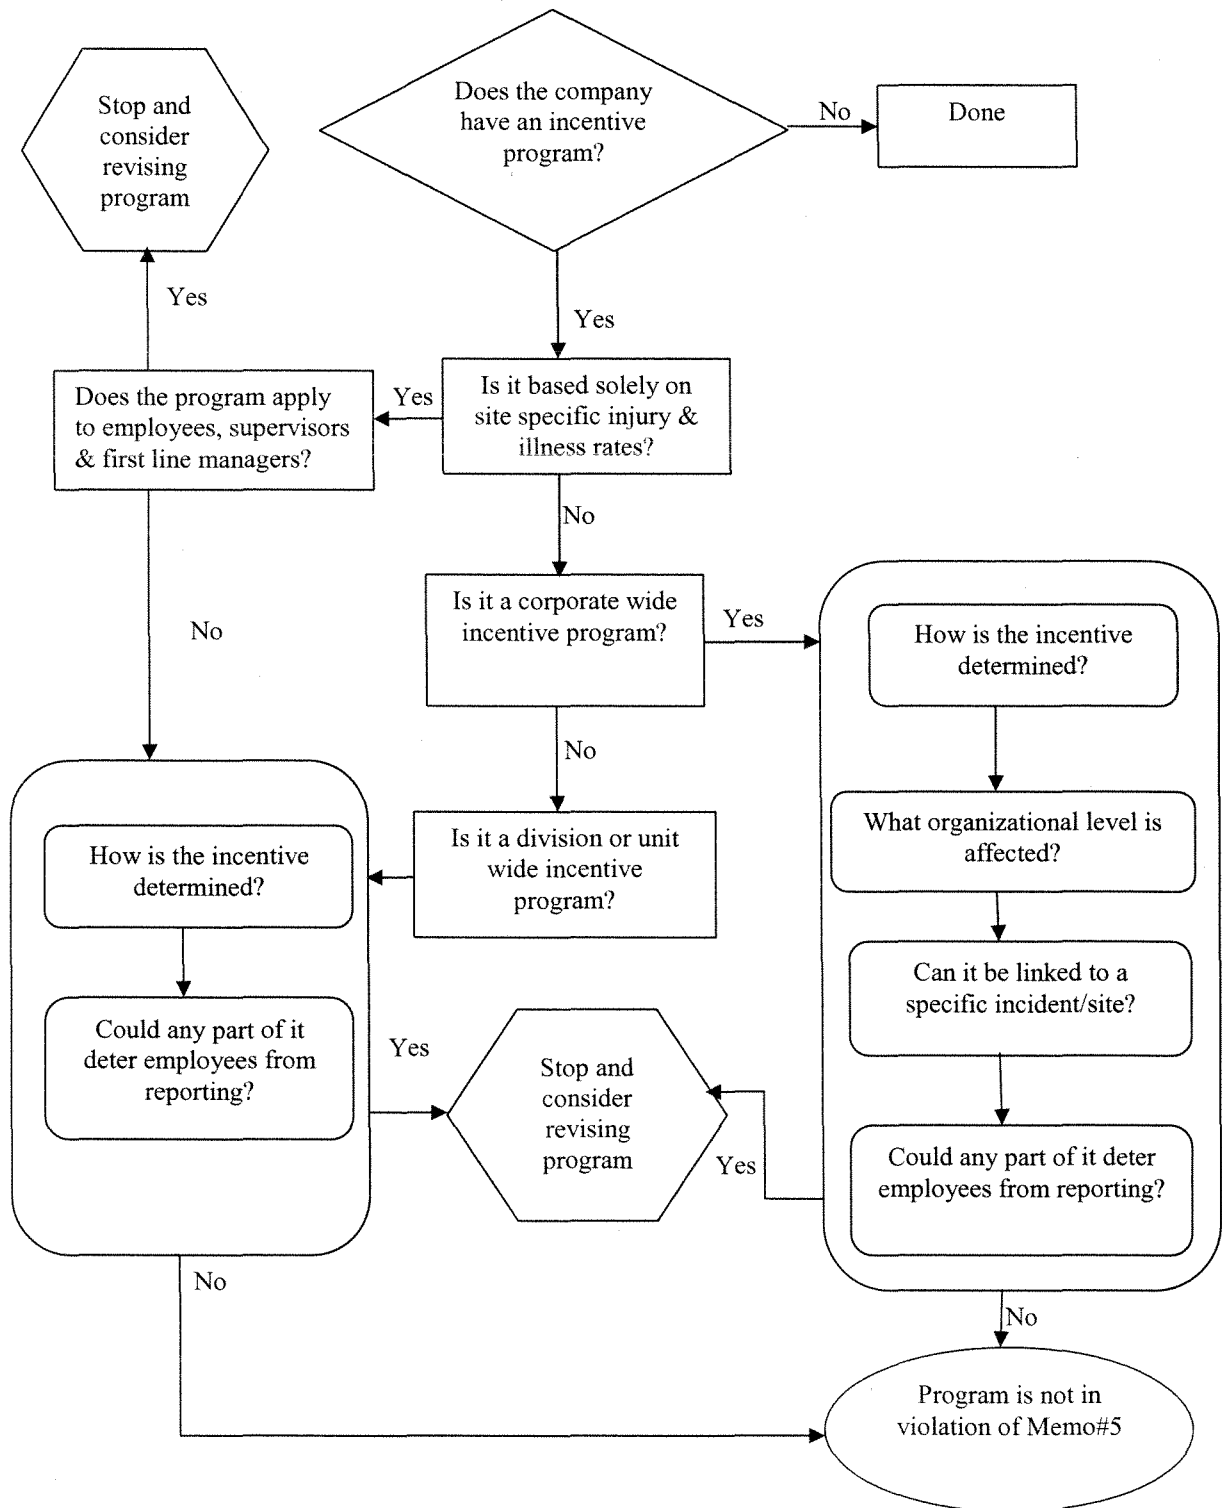 Stop and
consider
revising
program
Does the company
have an incentive
program?
No
Done
Yes
Yes
Does the program apply
to employees, supervisors
& first line managers?
Yes
Is it based solely on
site specific injury &
illness rates?
No
No
Is it a corporate wide
incentive program?
Yes
How is the incentive
determined?
No
What organizational level is
affected?
Is it a division or unit
wide incentive
program?
How is the incentive
determined?
Can it be linked to a
specific incident/site?
Could any part of it
deter employees from
reporting?
Yes
Stop and
consider
revising
program
Yes
Could any part of it deter
employees from reporting?
No
No
Program is not in
violation of Memo#5